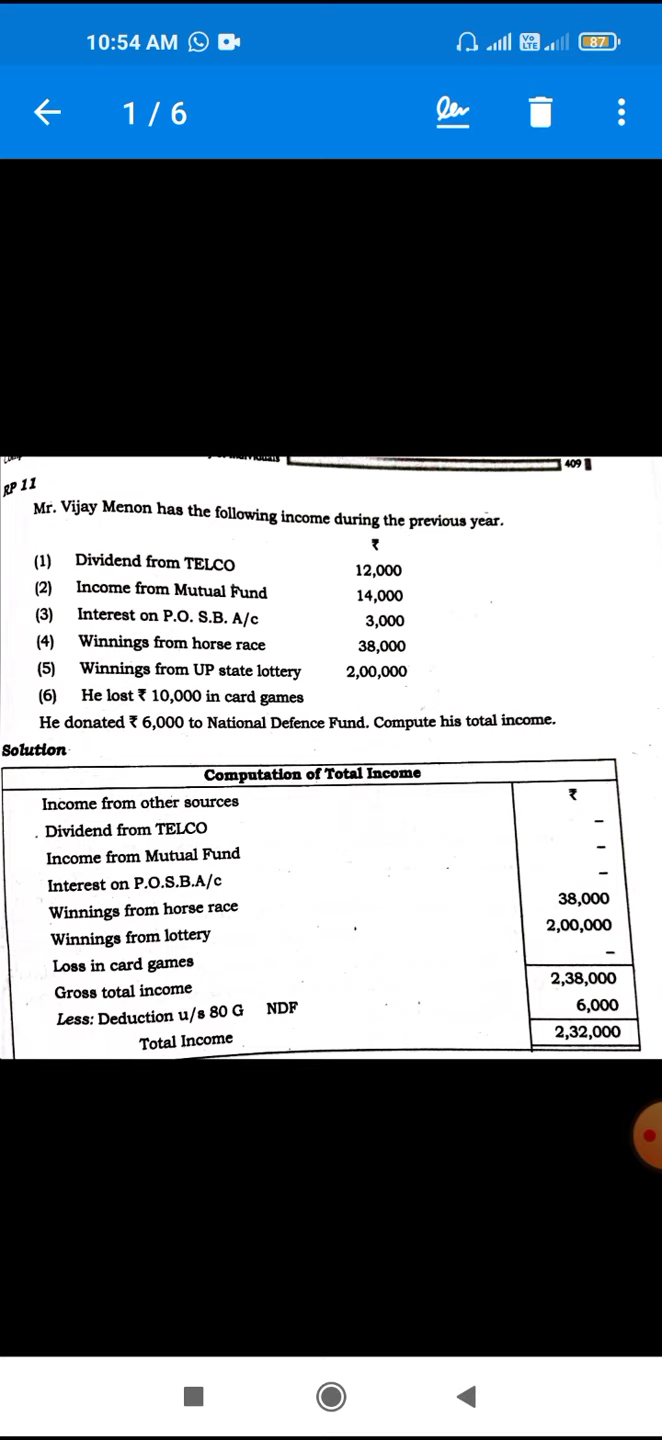 10:54 AM
Vo LTE
87
1 / 6
409
RP 11
Mr. Vijay Menon has the following income during the previous year.
₹
(1) Dividend from TELCO 12,000
(2) Income from Mutual Fund 14,000
(3) Interest on P.O. S.B. A/c 3,000
(4) Winnings from horse race 38,000
(5) Winnings from UP state lottery 2,00,000
(6) He lost ₹ 10,000 in card games
He donated ₹ 6,000 to National Defence Fund. Compute his total income.
Solution
Computation of Total Income
Income from other sources ₹
Dividend from TELCO –
Income from Mutual Fund –
Interest on P.O.S.B.A/c –
Winnings from horse race 38,000
Winnings from lottery 2,00,000
Loss in card games –
Gross total income 2,38,000
Less: Deduction u/s 80 G NDF 6,000
Total Income 2,32,000